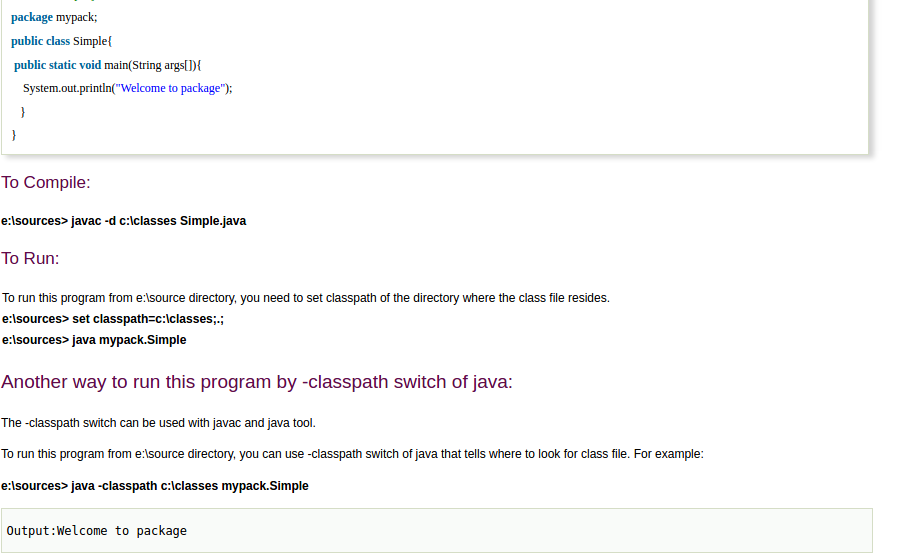 package mypack;
public class Simple{
public static void main(String args[]){
System.out.println("Welcome to package");
}
}
To Compile:
e:\sources> javac -d c:\classes Simple.java
To Run:
To run this program from e:\source directory, you need to set classpath of the directory where the class file resides.
e:\sources> set classpath=c:\classes;.;
e:\sources> java mypack.Simple
Another way to run this program by -classpath switch of java:
The -classpath switch can be used with javac and java tool.
To run this program from e:\source directory, you can use -classpath switch of java that tells where to look for class file. For example:
e:\sources> java -classpath c:\classes mypack.Simple
Output:Welcome to package